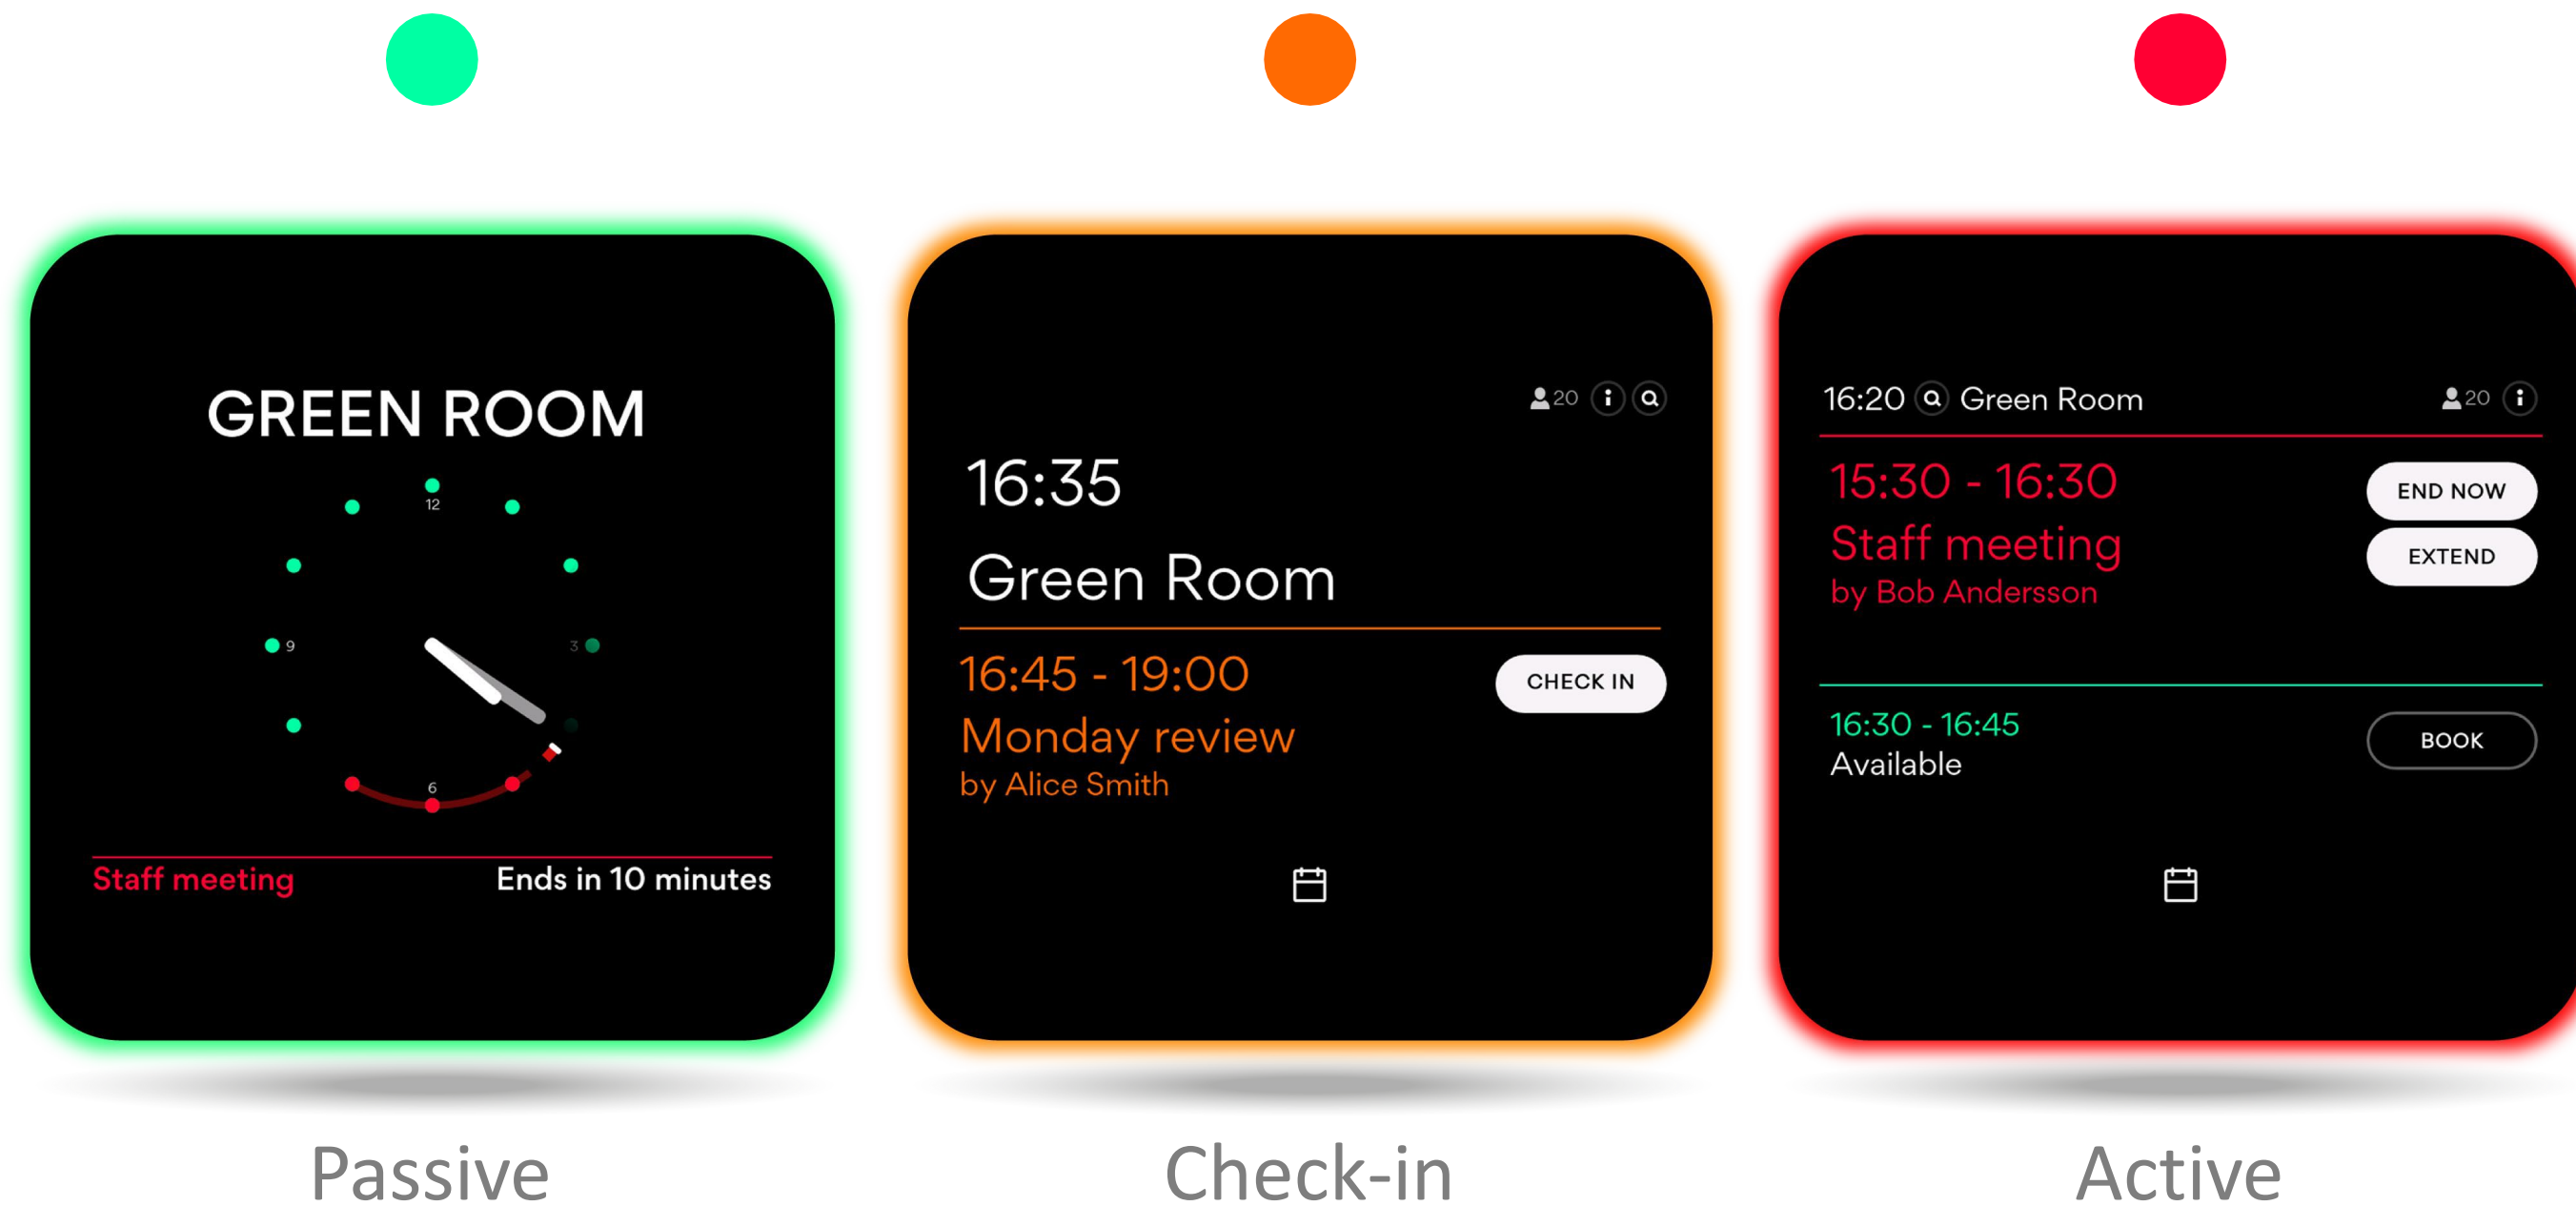 GREEN ROOM
12
9
3
6
Staff meeting
Ends in 10 minutes
Passive
20
16:35
Green Room
16:45 - 19:00
CHECK IN
Monday review
by Alice Smith
Check-in
16:20 Green Room
20
15:30 - 16:30
END NOW
Staff meeting
EXTEND
by Bob Andersson
16:30 - 16:45
BOOK
Available
Active